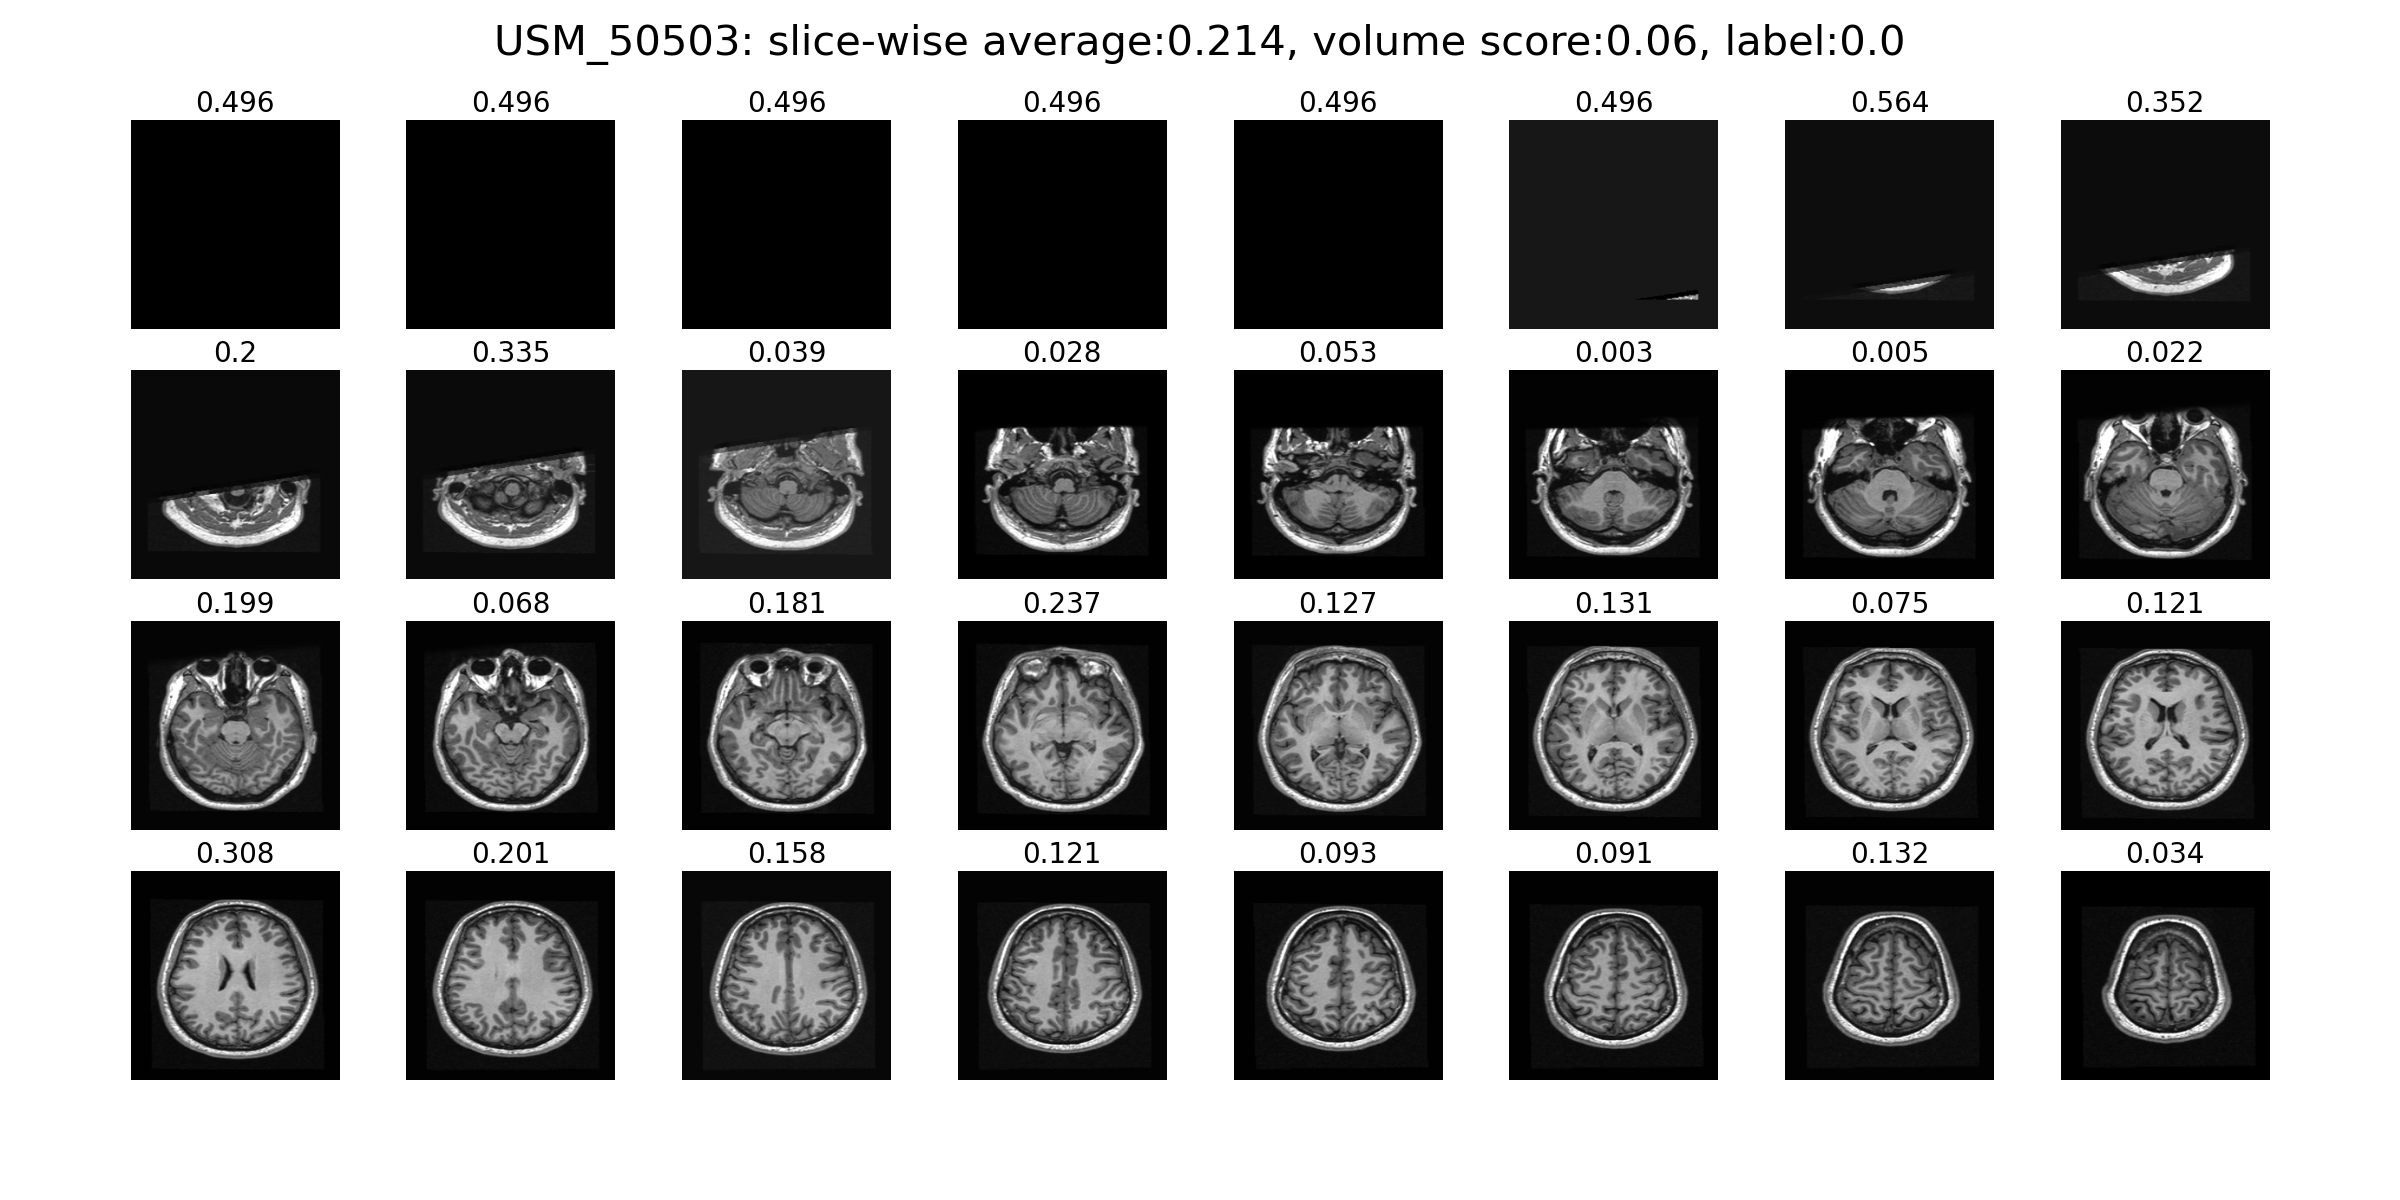 USM_50503: slice-wise average:0.214, volume score:0.06, label:0.0
0.496 0.496 0.496 0.496 0.496 0.496 0.564 0.352
0.2 0.335 0.039 0.028 0.053 0.003 0.005 0.022
0.199 0.068 0.181 0.237 0.127 0.131 0.075 0.121
0.308 0.201 0.158 0.121 0.093 0.091 0.132 0.034